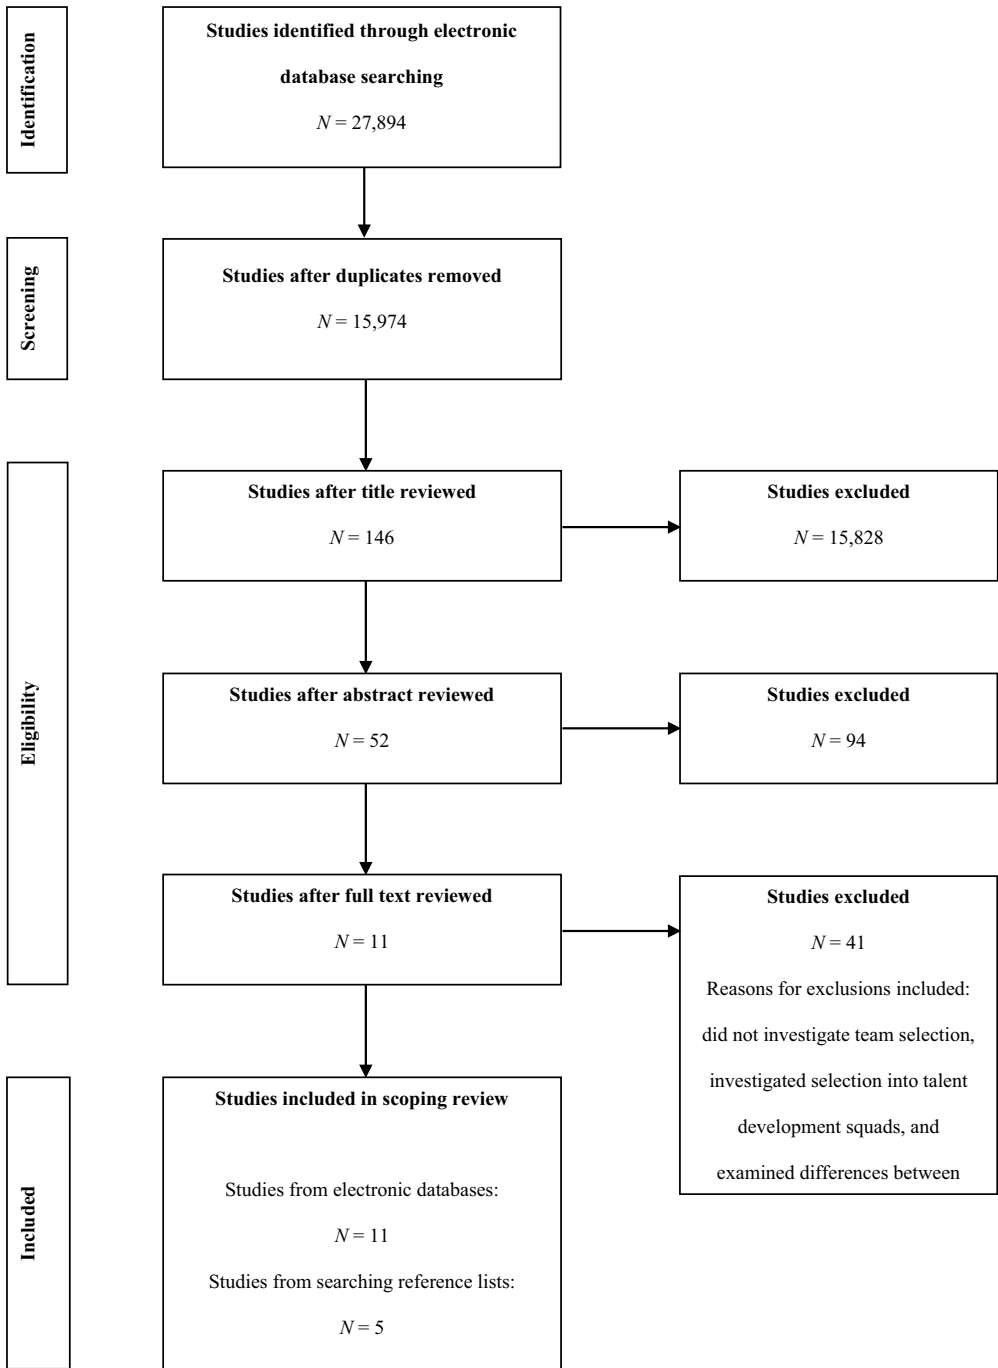 Identification
Studies identified through electronic
database searching
N = 27,894
Screening
Studies after duplicates removed
N = 15,974
Eligibility
Studies after title reviewed
N = 146
Studies excluded
N = 15,828
Studies after abstract reviewed
N = 52
Studies excluded
N = 94
Studies after full text reviewed
N = 11
Studies excluded
N = 41
Reasons for exclusions included:
did not investigate team selection,
investigated selection into talent
development squads, and
examined differences between
Included
Studies included in scoping review
Studies from electronic databases:
N = 11
Studies from searching reference lists:
N = 5